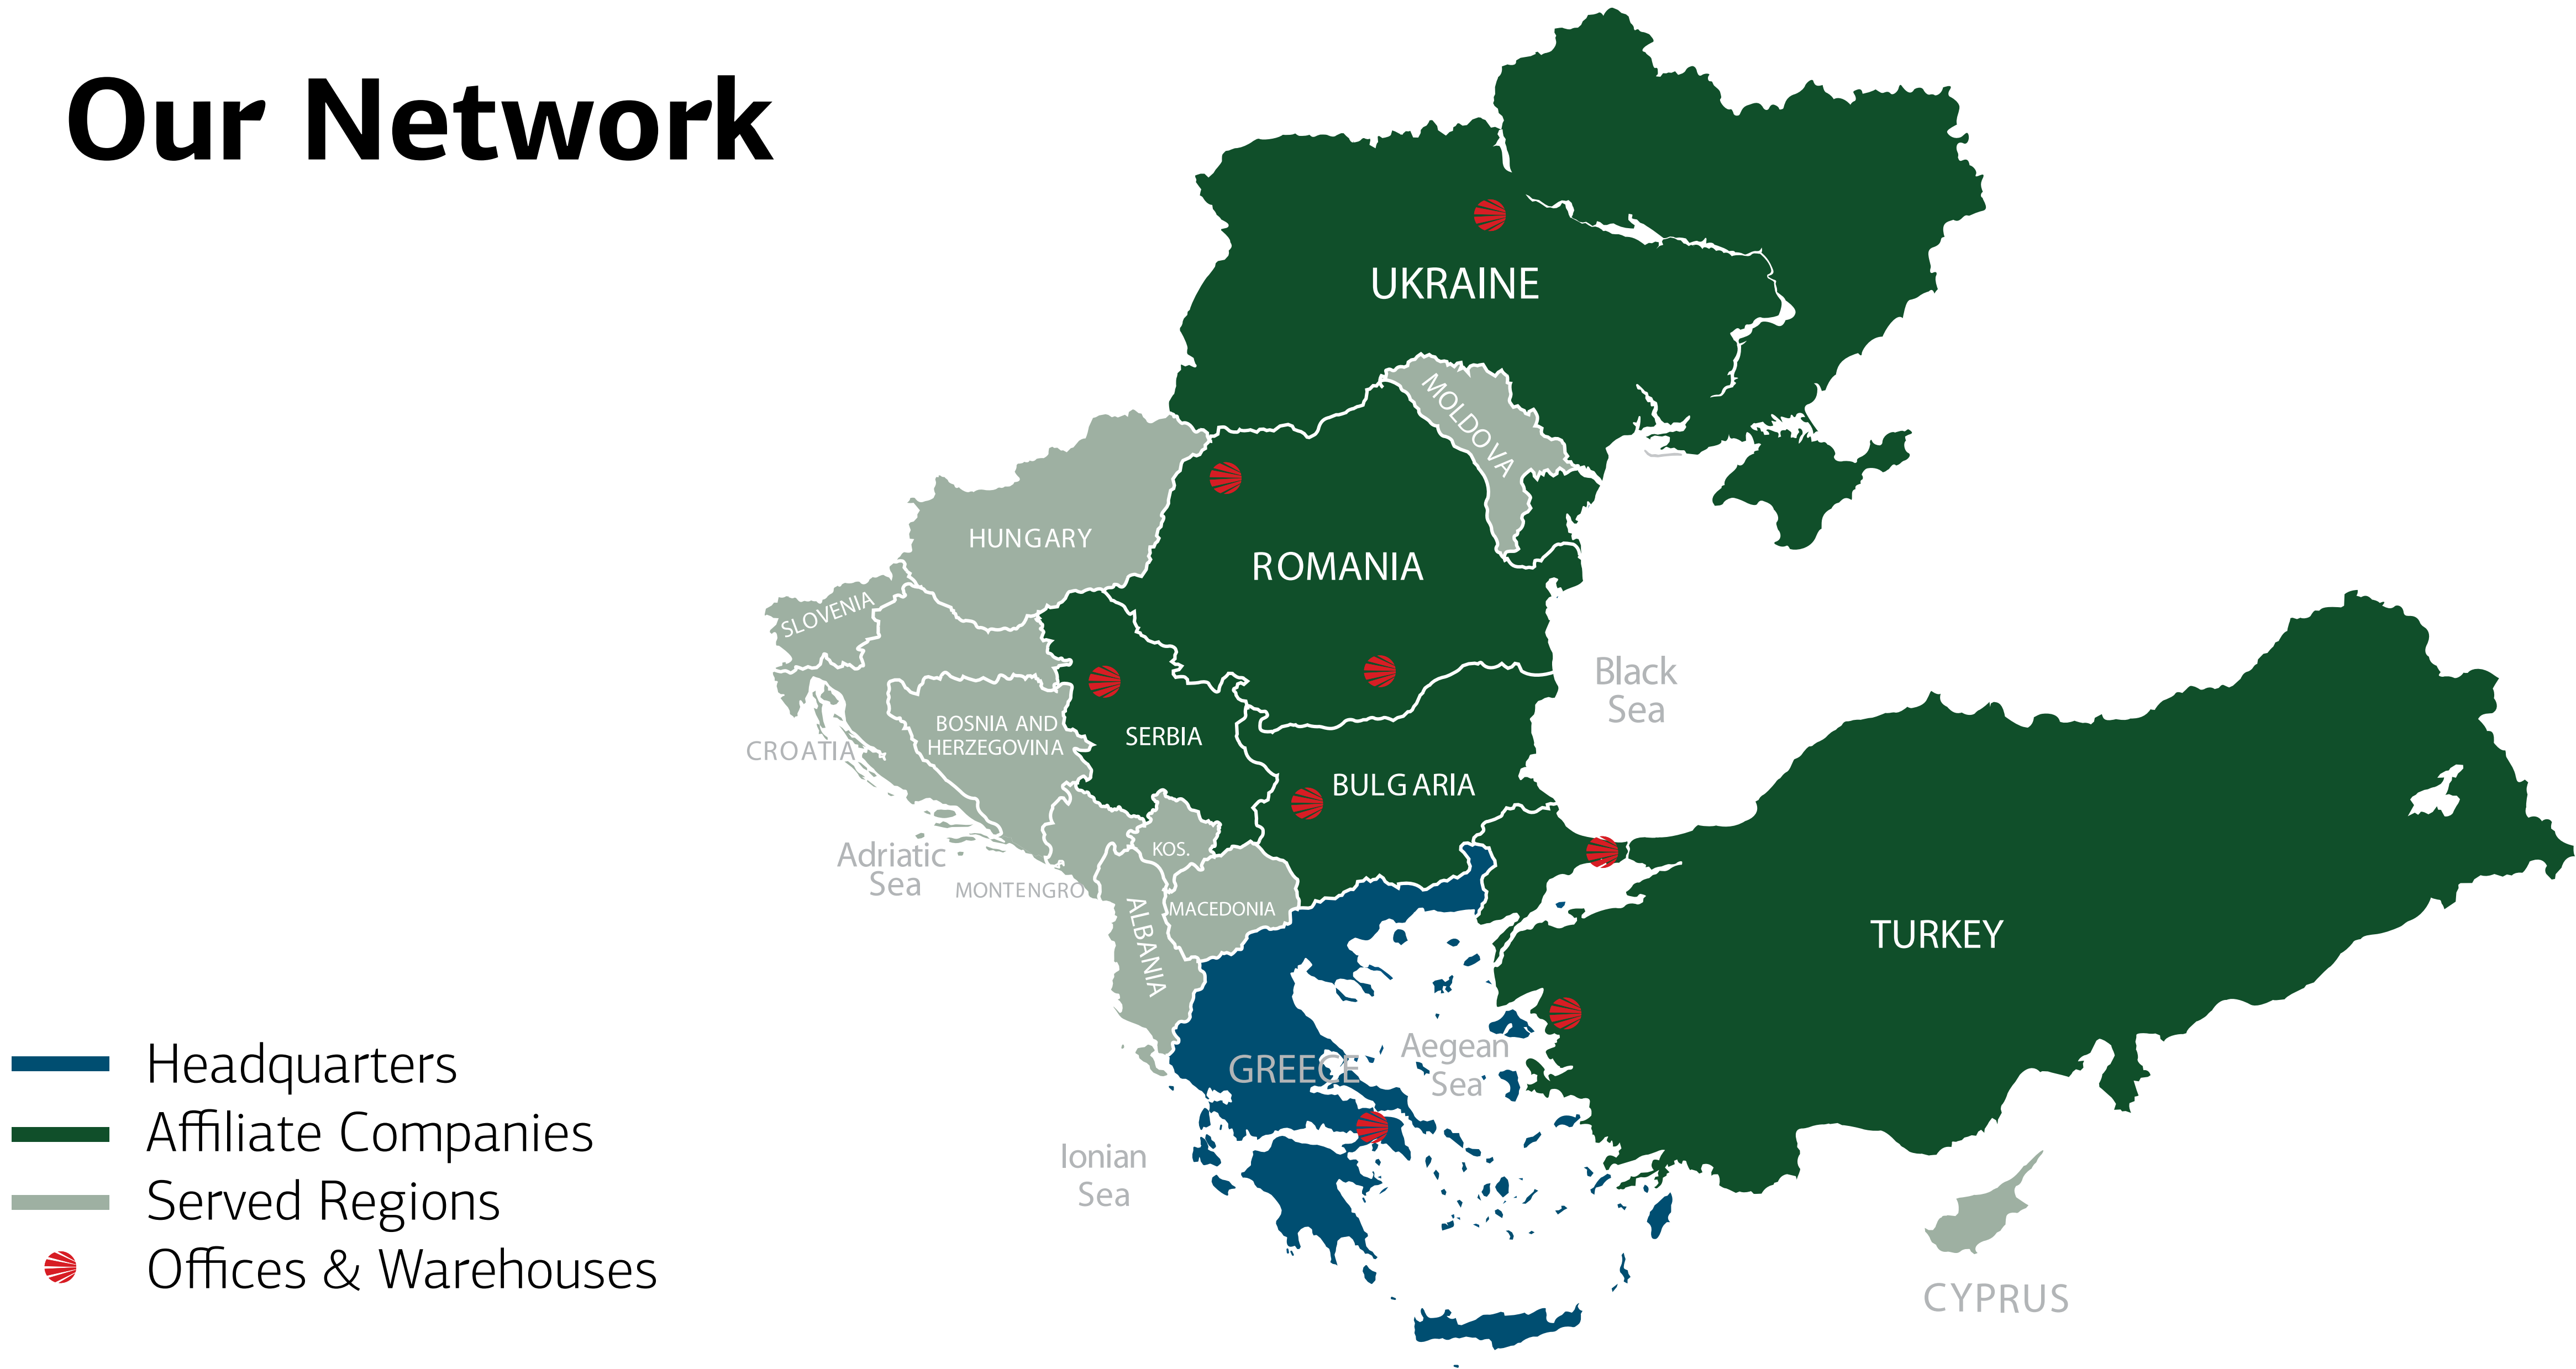 Our Network
UKRAINE
MOLDOVA
HUNGARY
ROMANIA
SLOVENIA
Black
Sea
CROATIA
BOSNIA AND
HERZEGOVINA
SERBIA
BULGARIA
Adriatic
Sea
MONTENGRO
KOS.
MACEDONIA
ALBANIA
TURKEY
GREECE
Aegean
Sea
Ionian
Sea
CYPRUS
Headquarters
Affiliate Companies
Served Regions
Offices & Warehouses